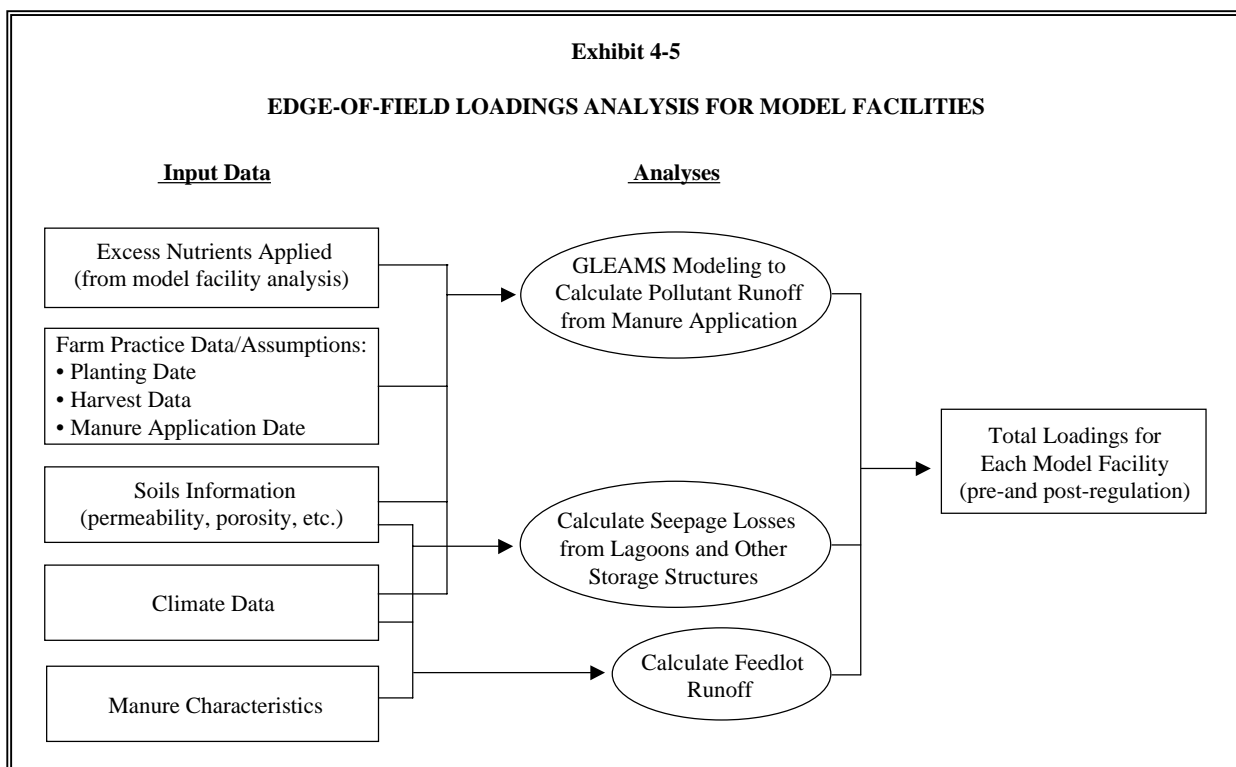 Exhibit 4-5
EDGE-OF-FIELD LOADINGS ANALYSIS FOR MODEL FACILITIES
Input Data
Analyses
Excess Nutrients Applied
(from model facility analysis)
Farm Practice Data/Assumptions:
• Planting Date
• Harvest Data
• Manure Application Date
Soils Information
(permeability, porosity, etc.)
Climate Data
Manure Characteristics
GLEAMS Modeling to
Calculate Pollutant Runoff
from Manure Application
Calculate Seepage Losses
from Lagoons and Other
Storage Structures
Calculate Feedlot
Runoff
Total Loadings for
Each Model Facility
(pre-and post-regulation)